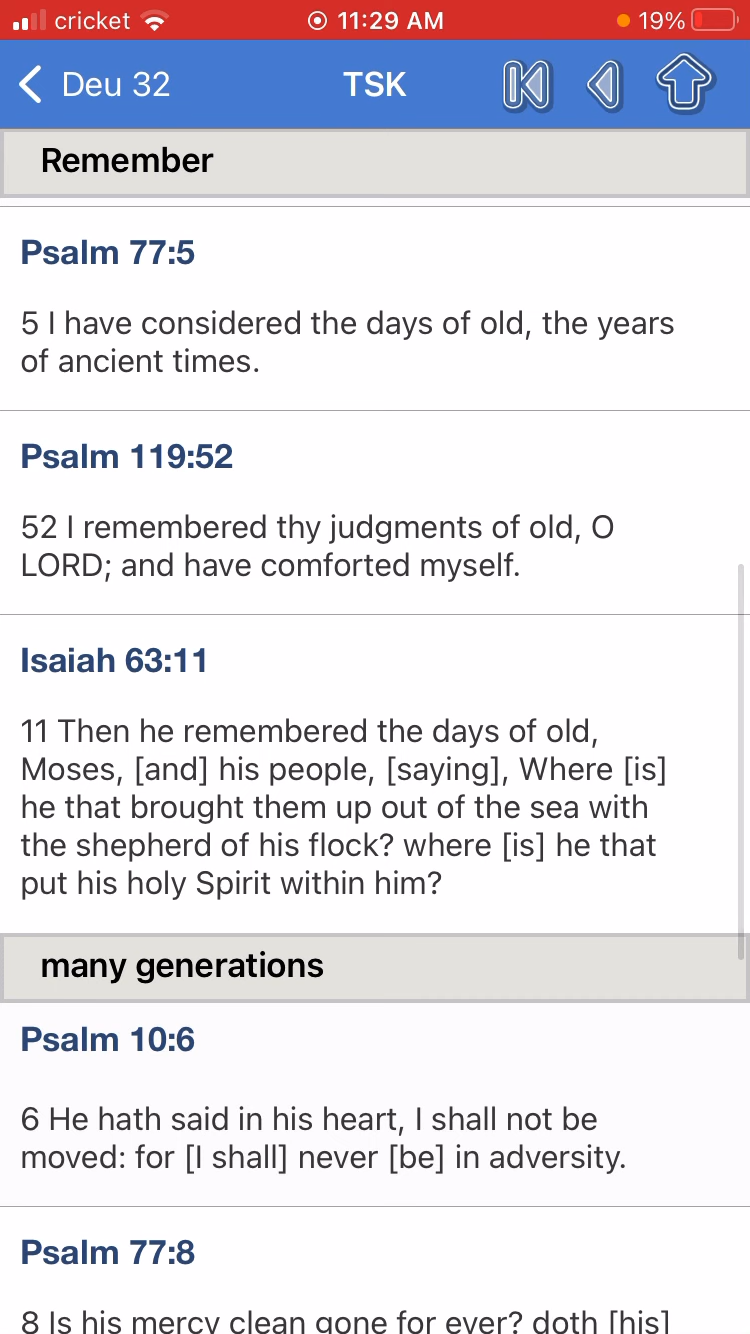 cricket 11:29 AM 19%
Deu 32 TSK
Remember
Psalm 77:5
5 I have considered the days of old, the years
of ancient times.
Psalm 119:52
52 I remembered thy judgments of old, O
LORD; and have comforted myself.
Isaiah 63:11
11 Then he remembered the days of old,
Moses, [and] his people, [saying], Where [is]
he that brought them up out of the sea with
the shepherd of his flock? where [is] he that
put his holy Spirit within him?
many generations
Psalm 10:6
6 He hath said in his heart, I shall not be
moved: for [I shall] never [be] in adversity.
Psalm 77:8
8 Is his mercy clean gone for ever? doth [his]